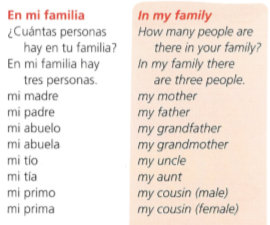 En mi familia
¿Cuántas personas
hay en tu familia?
En mi familia hay
tres personas.
mi madre
mi padre
mi abuelo
mi abuela
mi tío
mi tía
mi primo
mi prima
In my family
How many people are
there in your family?
In my family there
are three people.
my mother
my father
my grandfather
my grandmother
my uncle
my aunt
my cousin (male)
my cousin (female)